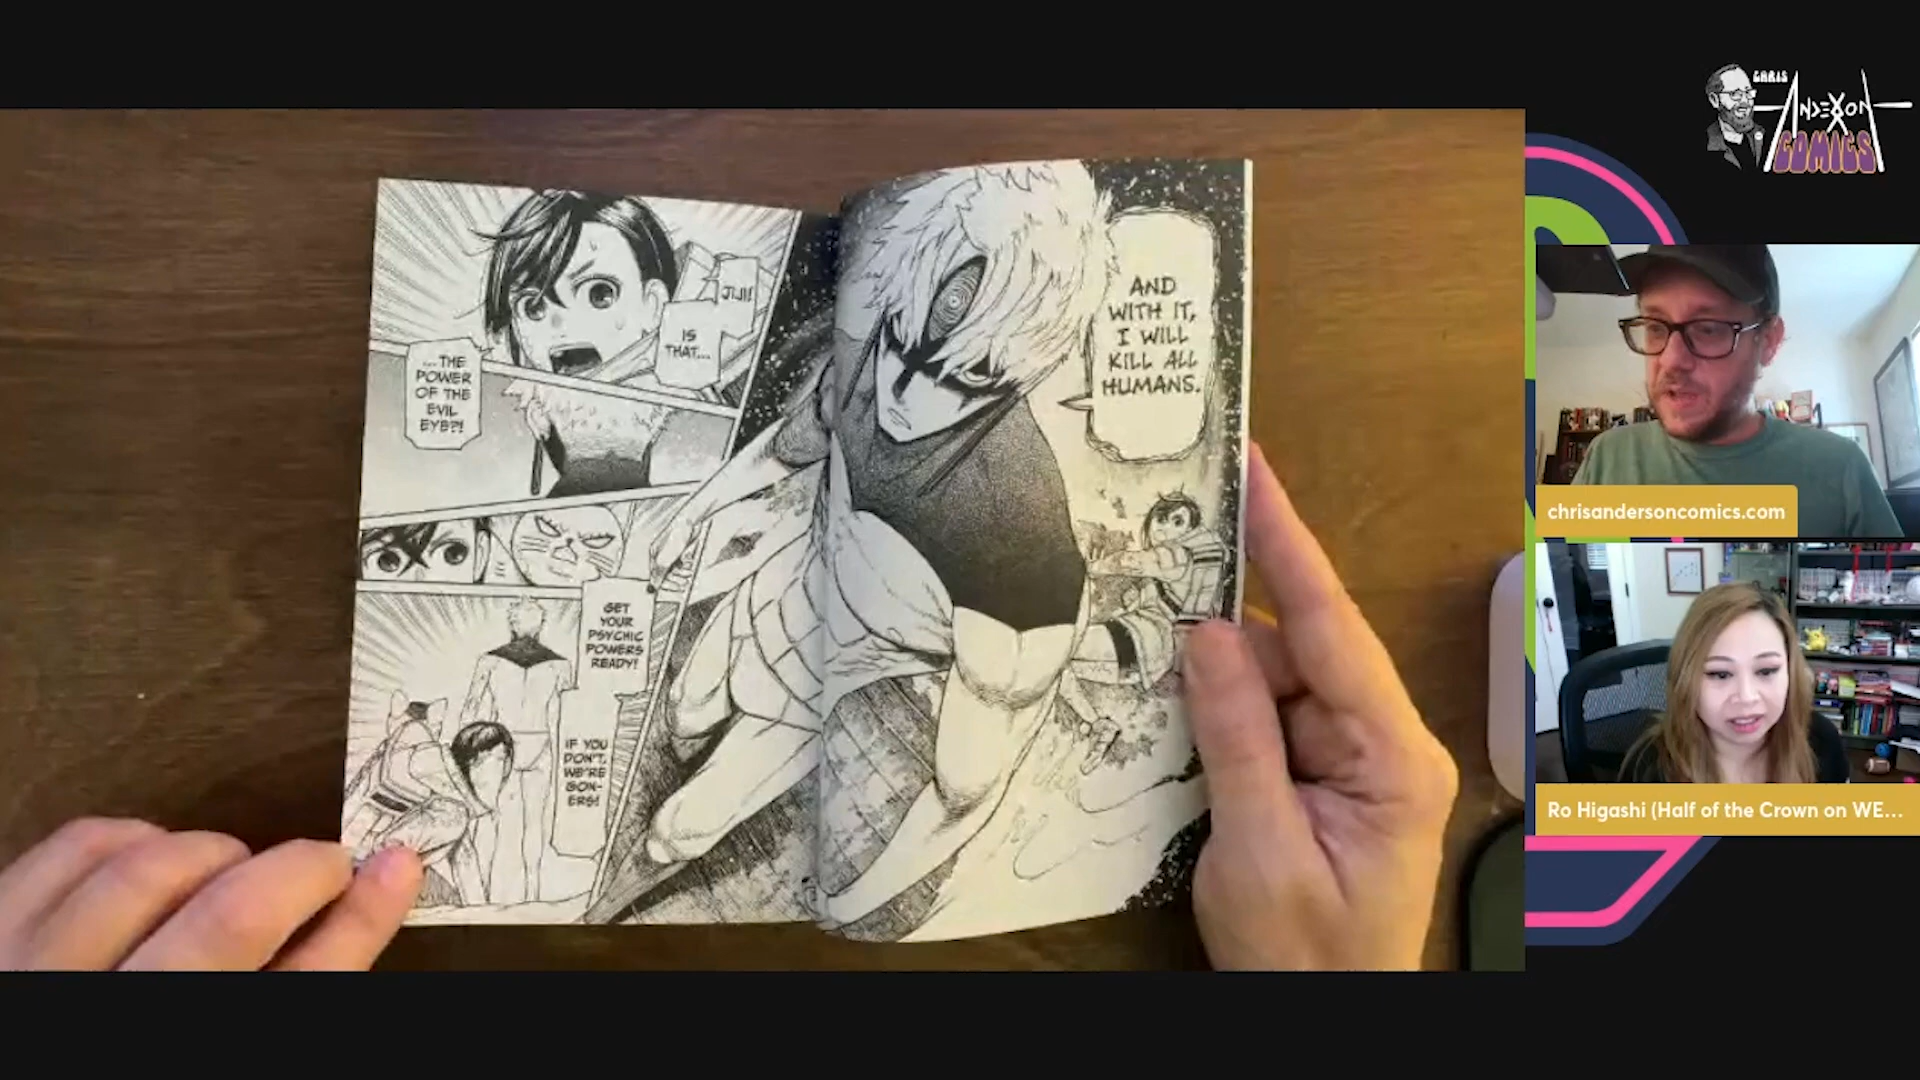 JIJI!
IS
THAT...
...THE
POWER
OF THE
EVIL
EYE?!
GET
YOUR
PSYCHIC
POWERS
READY!
IF YOU
DON'T,
WE'RE
GON-
ERS!
AND
WITH IT,
I WILL
KILL ALL
HUMANS.
CHRIS
ANDERSON
COMICS
chrisandersoncomics.com
Ro Higashi (Half of the Crown on WE...